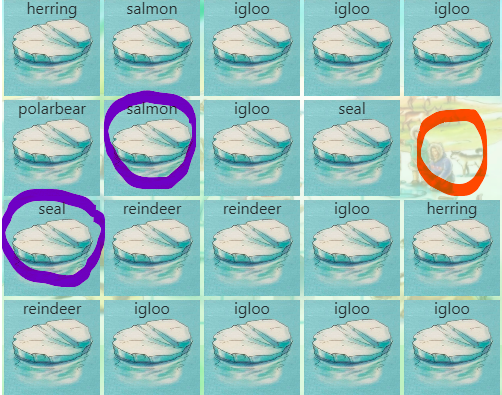 herring salmon igloo igloo igloo
polarbear salmon igloo seal
seal reindeer reindeer igloo herring
reindeer igloo igloo igloo igloo